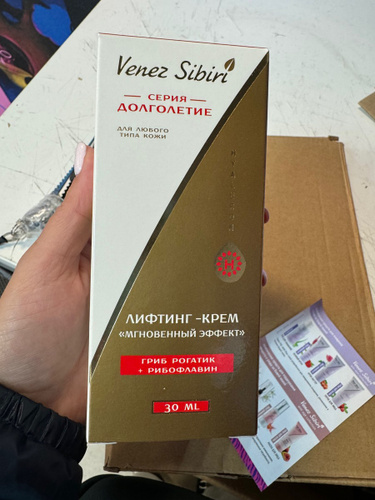 Venez Sibiri
СЕРИЯ
ДОЛГОЛЕТИЕ
ДЛЯ ЛЮБОГО
ТИПА КОЖИ
Н
ЛИФТИНГ -КРЕМ
«МГНОВЕННЫЙ ЭФФЕКТ»
ГРИБ РОГАТИК
+ РИБОФЛАВИН
30 ML